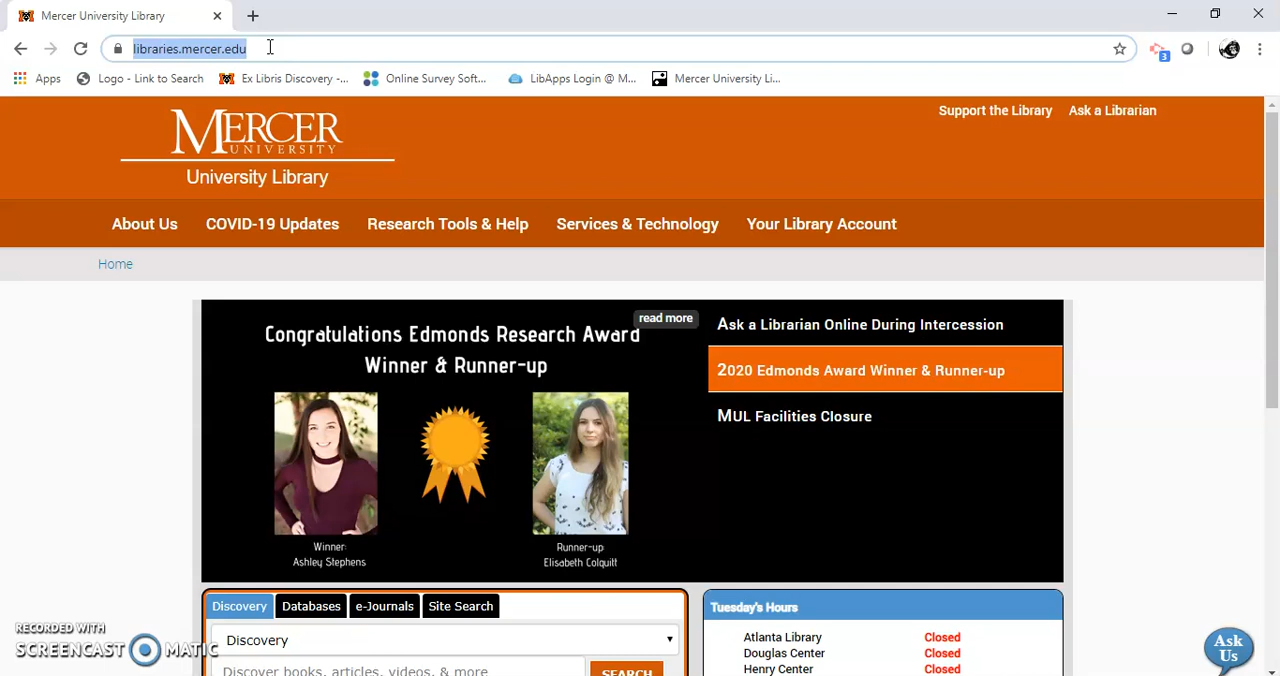 Mercer University Library
libraries.mercer.edu
3
Apps
Logo - Link to Search
Ex Libris Discovery -...
Online Survey Soft...
LibApps Login @ M...
Mercer University Li...
MERCER
UNIVERSITY
University Library
Support the Library
Ask a Librarian
About Us
COVID-19 Updates
Research Tools & Help
Services & Technology
Your Library Account
Home
Congratulations Edmonds Research Award
Winner & Runner-up
read more
Winner:
Ashley Stephens
Runner-up
Elisabeth Colquitt
Ask a Librarian Online During Intercession
2020 Edmonds Award Winner & Runner-up
MUL Facilities Closure
Discovery
Databases
e-Journals
Site Search
Discovery
Discover books, articles, videos, & more
SEARCH
Tuesday's Hours
Atlanta Library Closed
Douglas Center Closed
Henry Center Closed
RECORDED WITH
SCREENCAST MATIC
Ask
Us